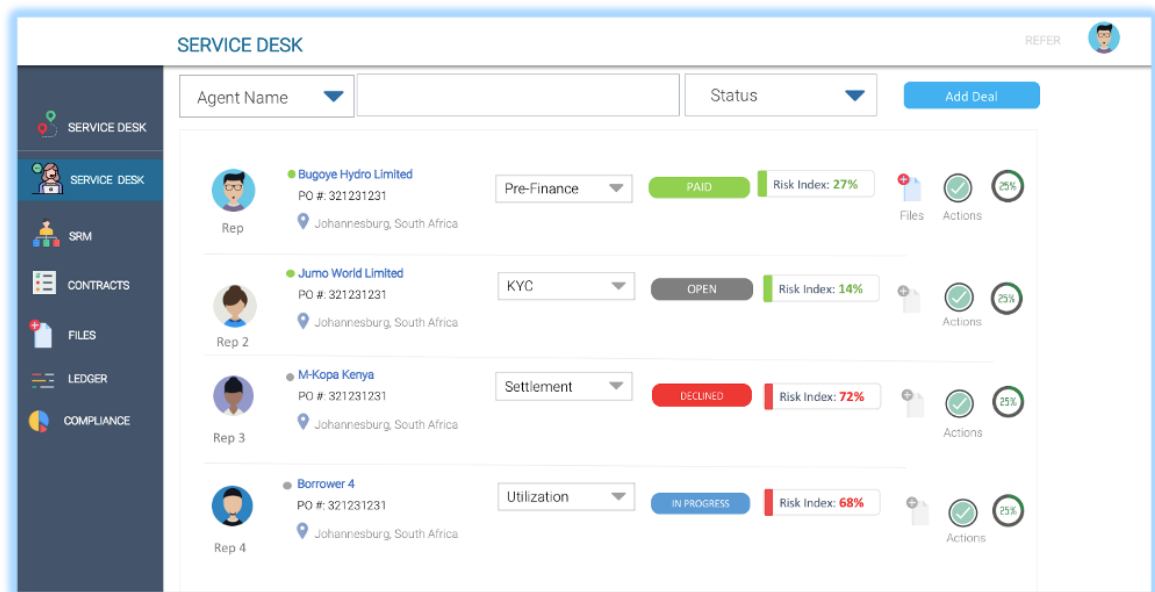 SERVICE DESK
REFER
Agent Name
Status
Add Deal
SERVICE DESK
SERVICE DESK
SRM
CONTRACTS
FILES
LEDGER
COMPLIANCE
Bugoye Hydro Limited
PO #: 321231231
Johannesburg, South Africa
Rep
Pre-Finance
PAID
Risk Index: 27%
Files
Actions
25%
Jumo World Limited
PO #: 321231231
Johannesburg, South Africa
Rep 2
KYC
OPEN
Risk Index: 14%
Actions
25%
M-Kopa Kenya
PO #: 321231231
Johannesburg, South Africa
Rep 3
Settlement
DECLINED
Risk Index: 72%
Actions
25%
Borrower 4
PO #: 321231231
Johannesburg, South Africa
Rep 4
Utilization
IN PROGRESS
Risk Index: 68%
Actions
25%